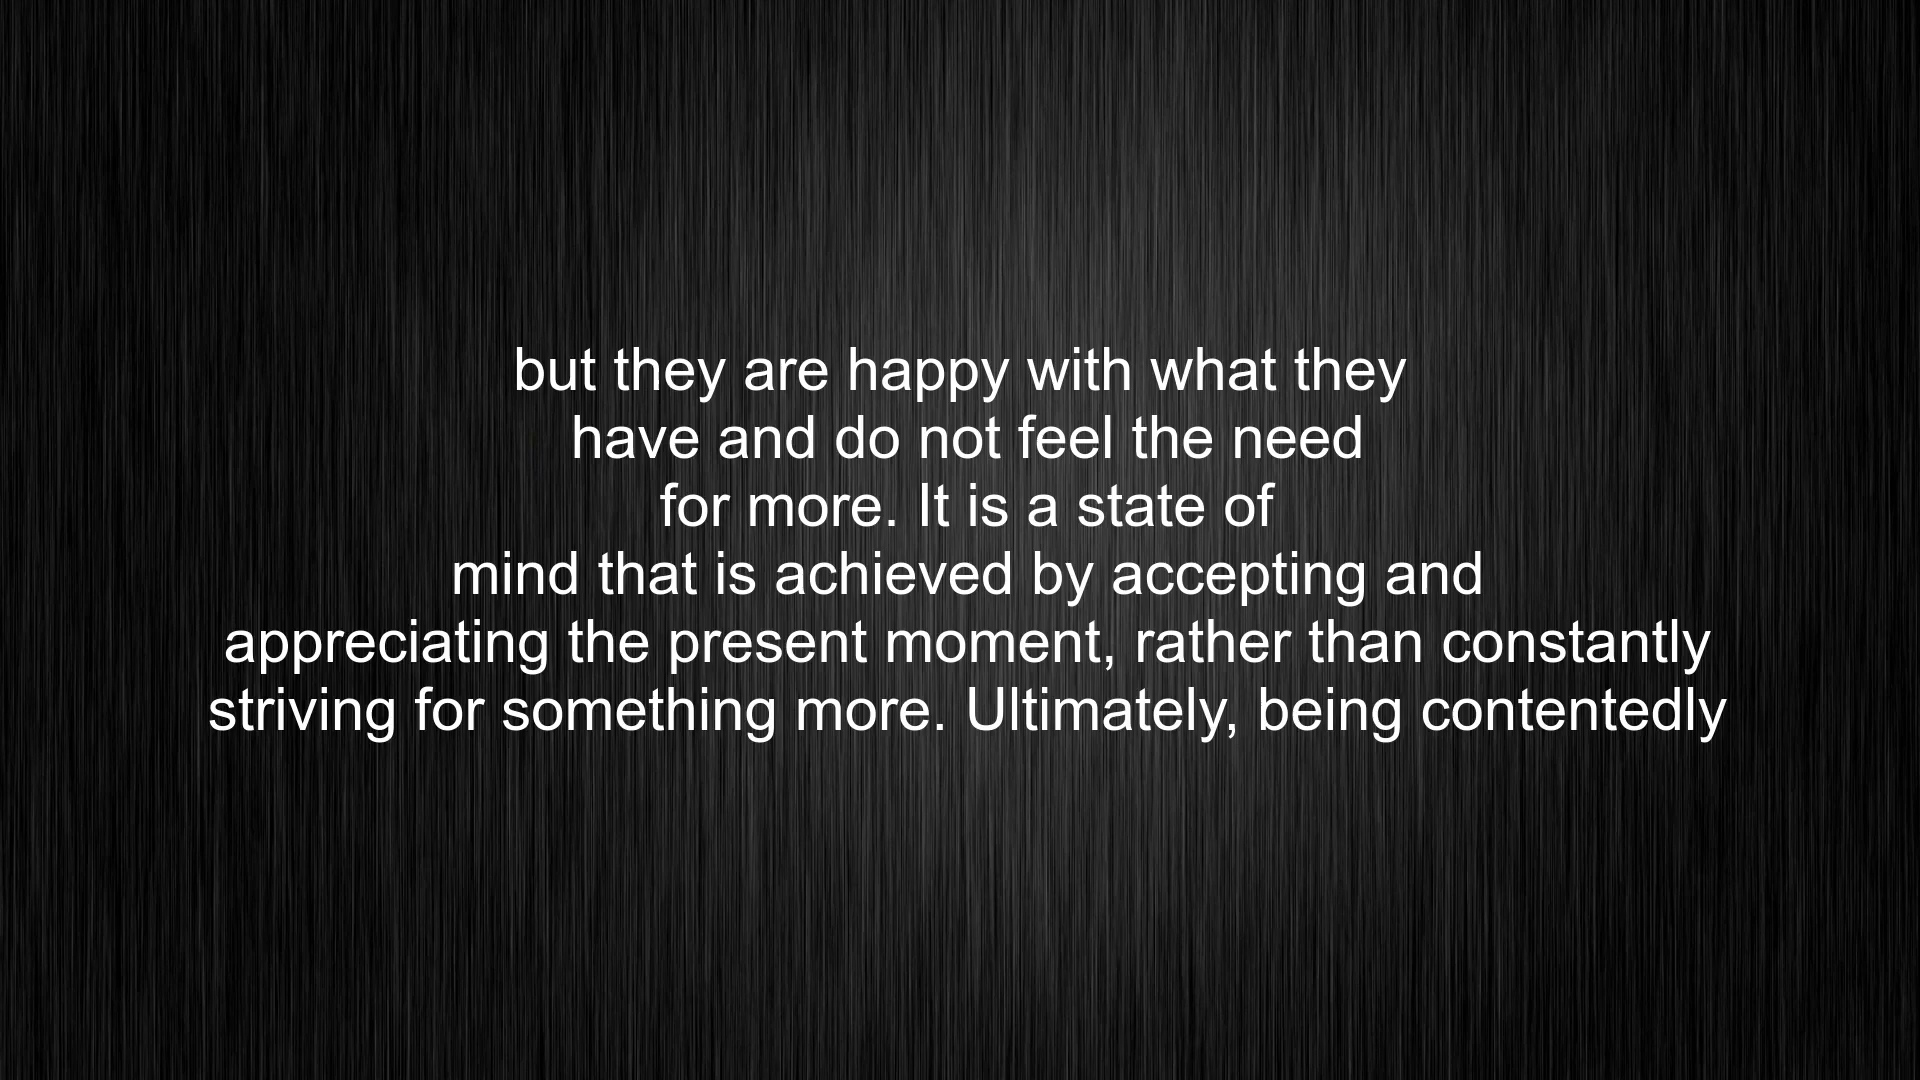 but they are happy with what they
have and do not feel the need
for more. It is a state of
mind that is achieved by accepting and
appreciating the present moment, rather than constantly
striving for something more. Ultimately, being contentedly